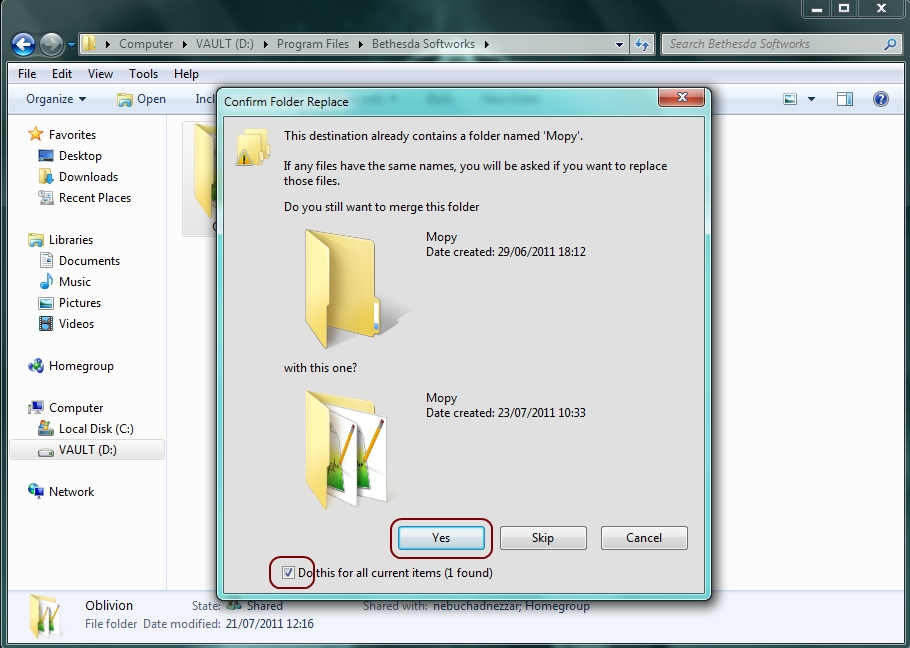 Computer ▸ VAULT (D:) ▸ Program Files ▸ Bethesda Softworks ▸
Search Bethesda Softworks
File Edit View Tools Help
Organize Open Incl
Favorites
Desktop
Downloads
Recent Places
Libraries
Documents
Music
Pictures
Videos
Homegroup
Computer
Local Disk (C:)
VAULT (D:)
Network
Confirm Folder Replace
This destination already contains a folder named 'Mopy'.
If any files have the same names, you will be asked if you want to replace
those files.
Do you still want to merge this folder
Mopy
Date created: 29/06/2011 18:12
with this one?
Mopy
Date created: 23/07/2011 10:33
Yes Skip Cancel
Do this for all current items (1 found)
Oblivion State: Shared Shared with: nebuchadnezzar; Homegroup
File folder Date modified: 21/07/2011 12:16